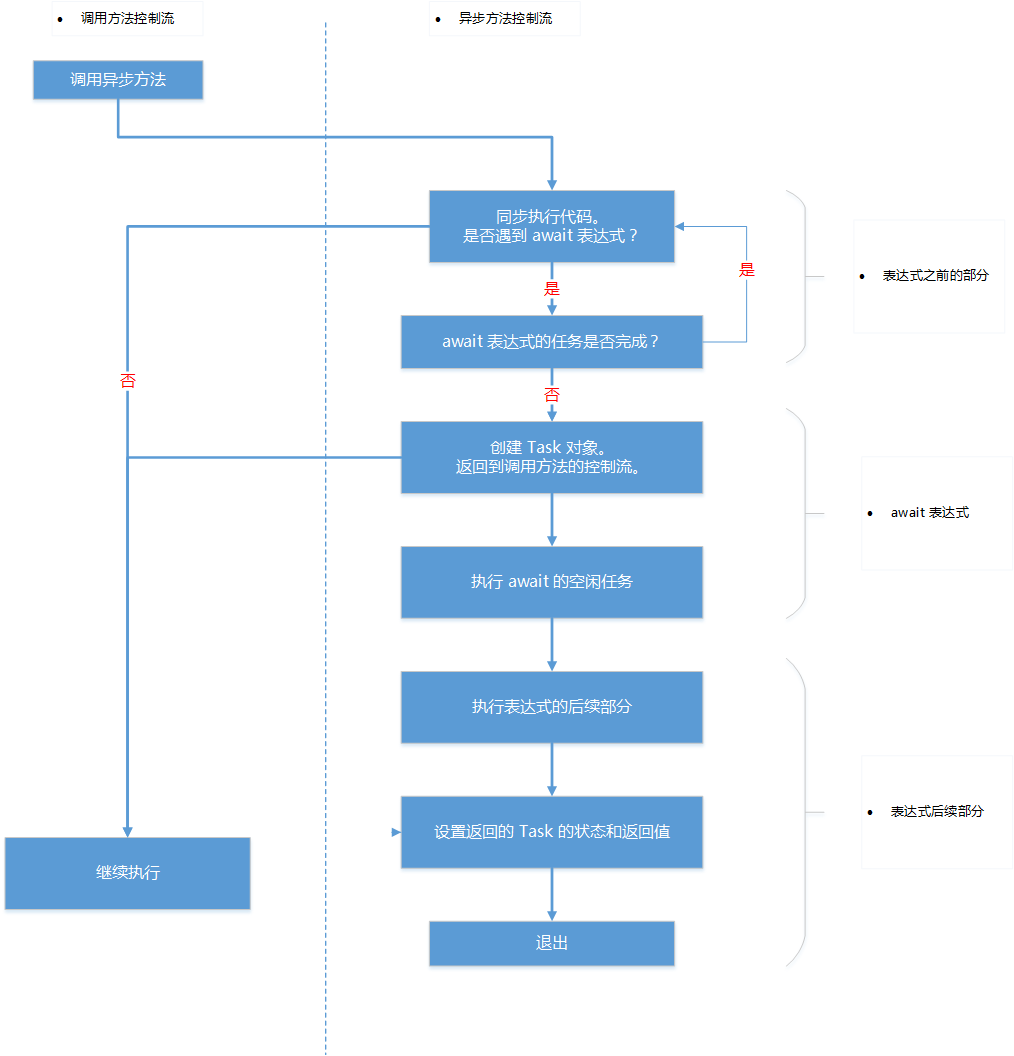 • 调用方法控制流
• 异步方法控制流
调用异步方法
同步执行代码。
是否遇到 await 表达式？
是
是
• 表达式之前的部分
await 表达式的任务是否完成？
否
否
创建 Task 对象。
返回到调用方法的控制流。
• await 表达式
执行 await 的空闲任务
执行表达式的后续部分
• 表达式后续部分
设置返回的 Task 的状态和返回值
继续执行
退出